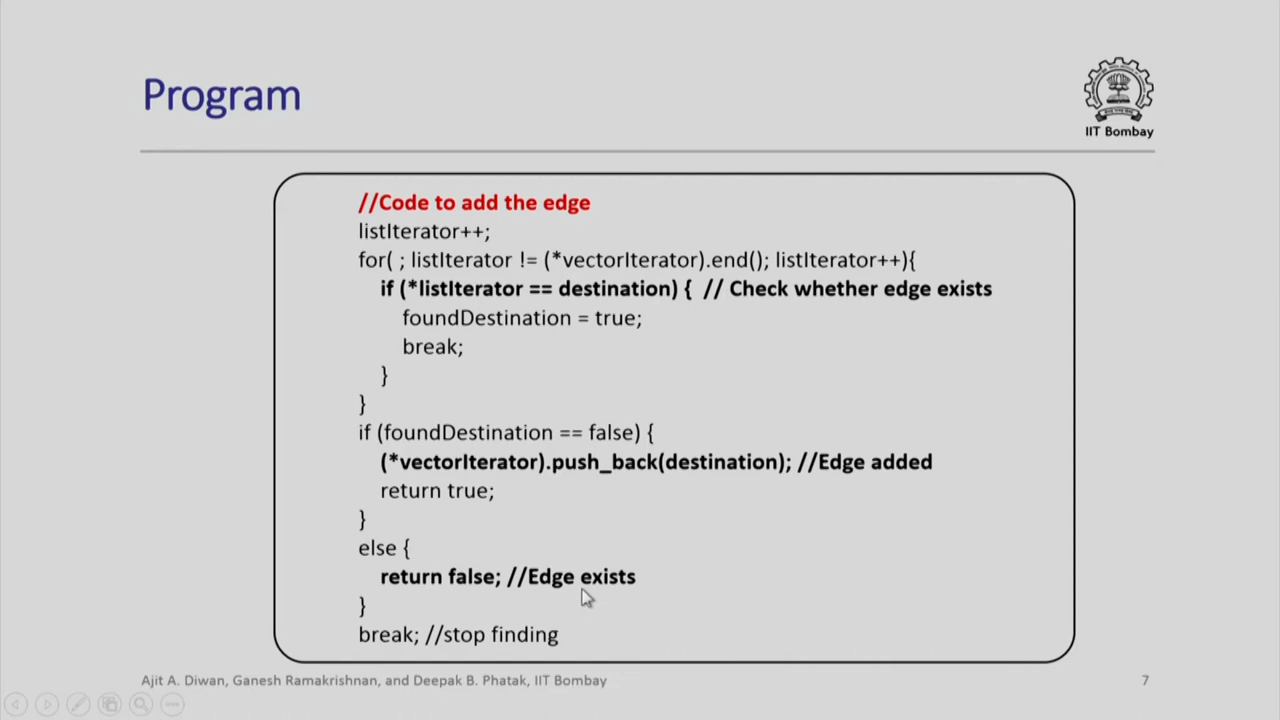 Program
IIT Bombay
//Code to add the edge
listIterator++;
for( ; listIterator != (*vectorIterator).end(); listIterator++){
if (*listIterator == destination) { // Check whether edge exists
foundDestination = true;
break;
}
}
if (foundDestination == false) {
(*vectorIterator).push_back(destination); //Edge added
return true;
}
else {
return false; //Edge exists
}
break; //stop finding
Ajit A. Diwan, Ganesh Ramakrishnan, and Deepak B. Phatak, IIT Bombay
7